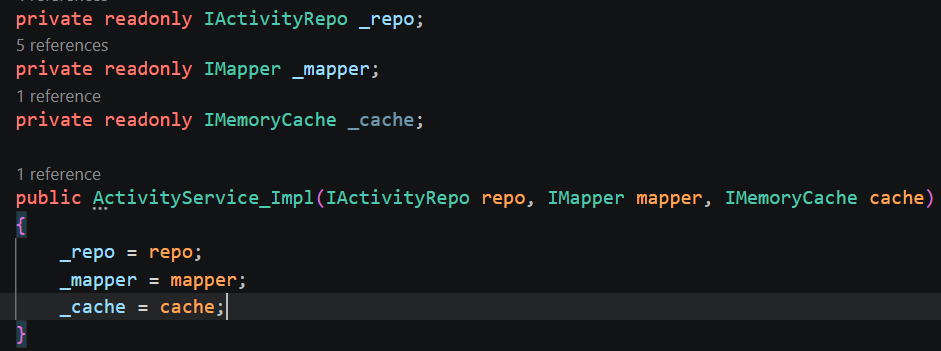 private readonly IActivityRepo _repo;
5 references
private readonly IMapper _mapper;
1 reference
private readonly IMemoryCache _cache;
1 reference
public ActivityService_Impl(IActivityRepo repo, IMapper mapper, IMemoryCache cache)
{
_repo = repo;
_mapper = mapper;
_cache = cache;
}